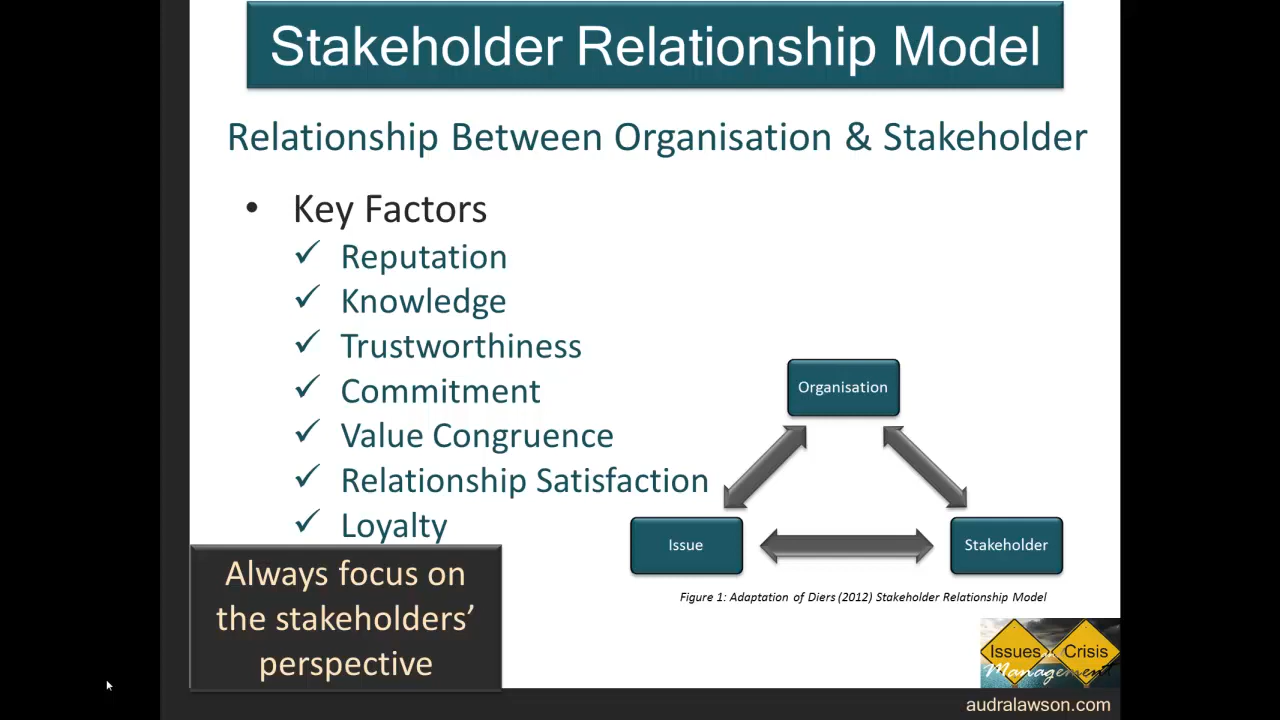 Stakeholder Relationship Model
Relationship Between Organisation & Stakeholder
• Key Factors
✓ Reputation
✓ Knowledge
✓ Trustworthiness
✓ Commitment
✓ Value Congruence
✓ Relationship Satisfaction
✓ Loyalty
Always focus on
the stakeholders’
perspective
Organisation
Issue
Stakeholder
Figure 1: Adaptation of Diers (2012) Stakeholder Relationship Model
Issues Crisis
Management
audralawson.com